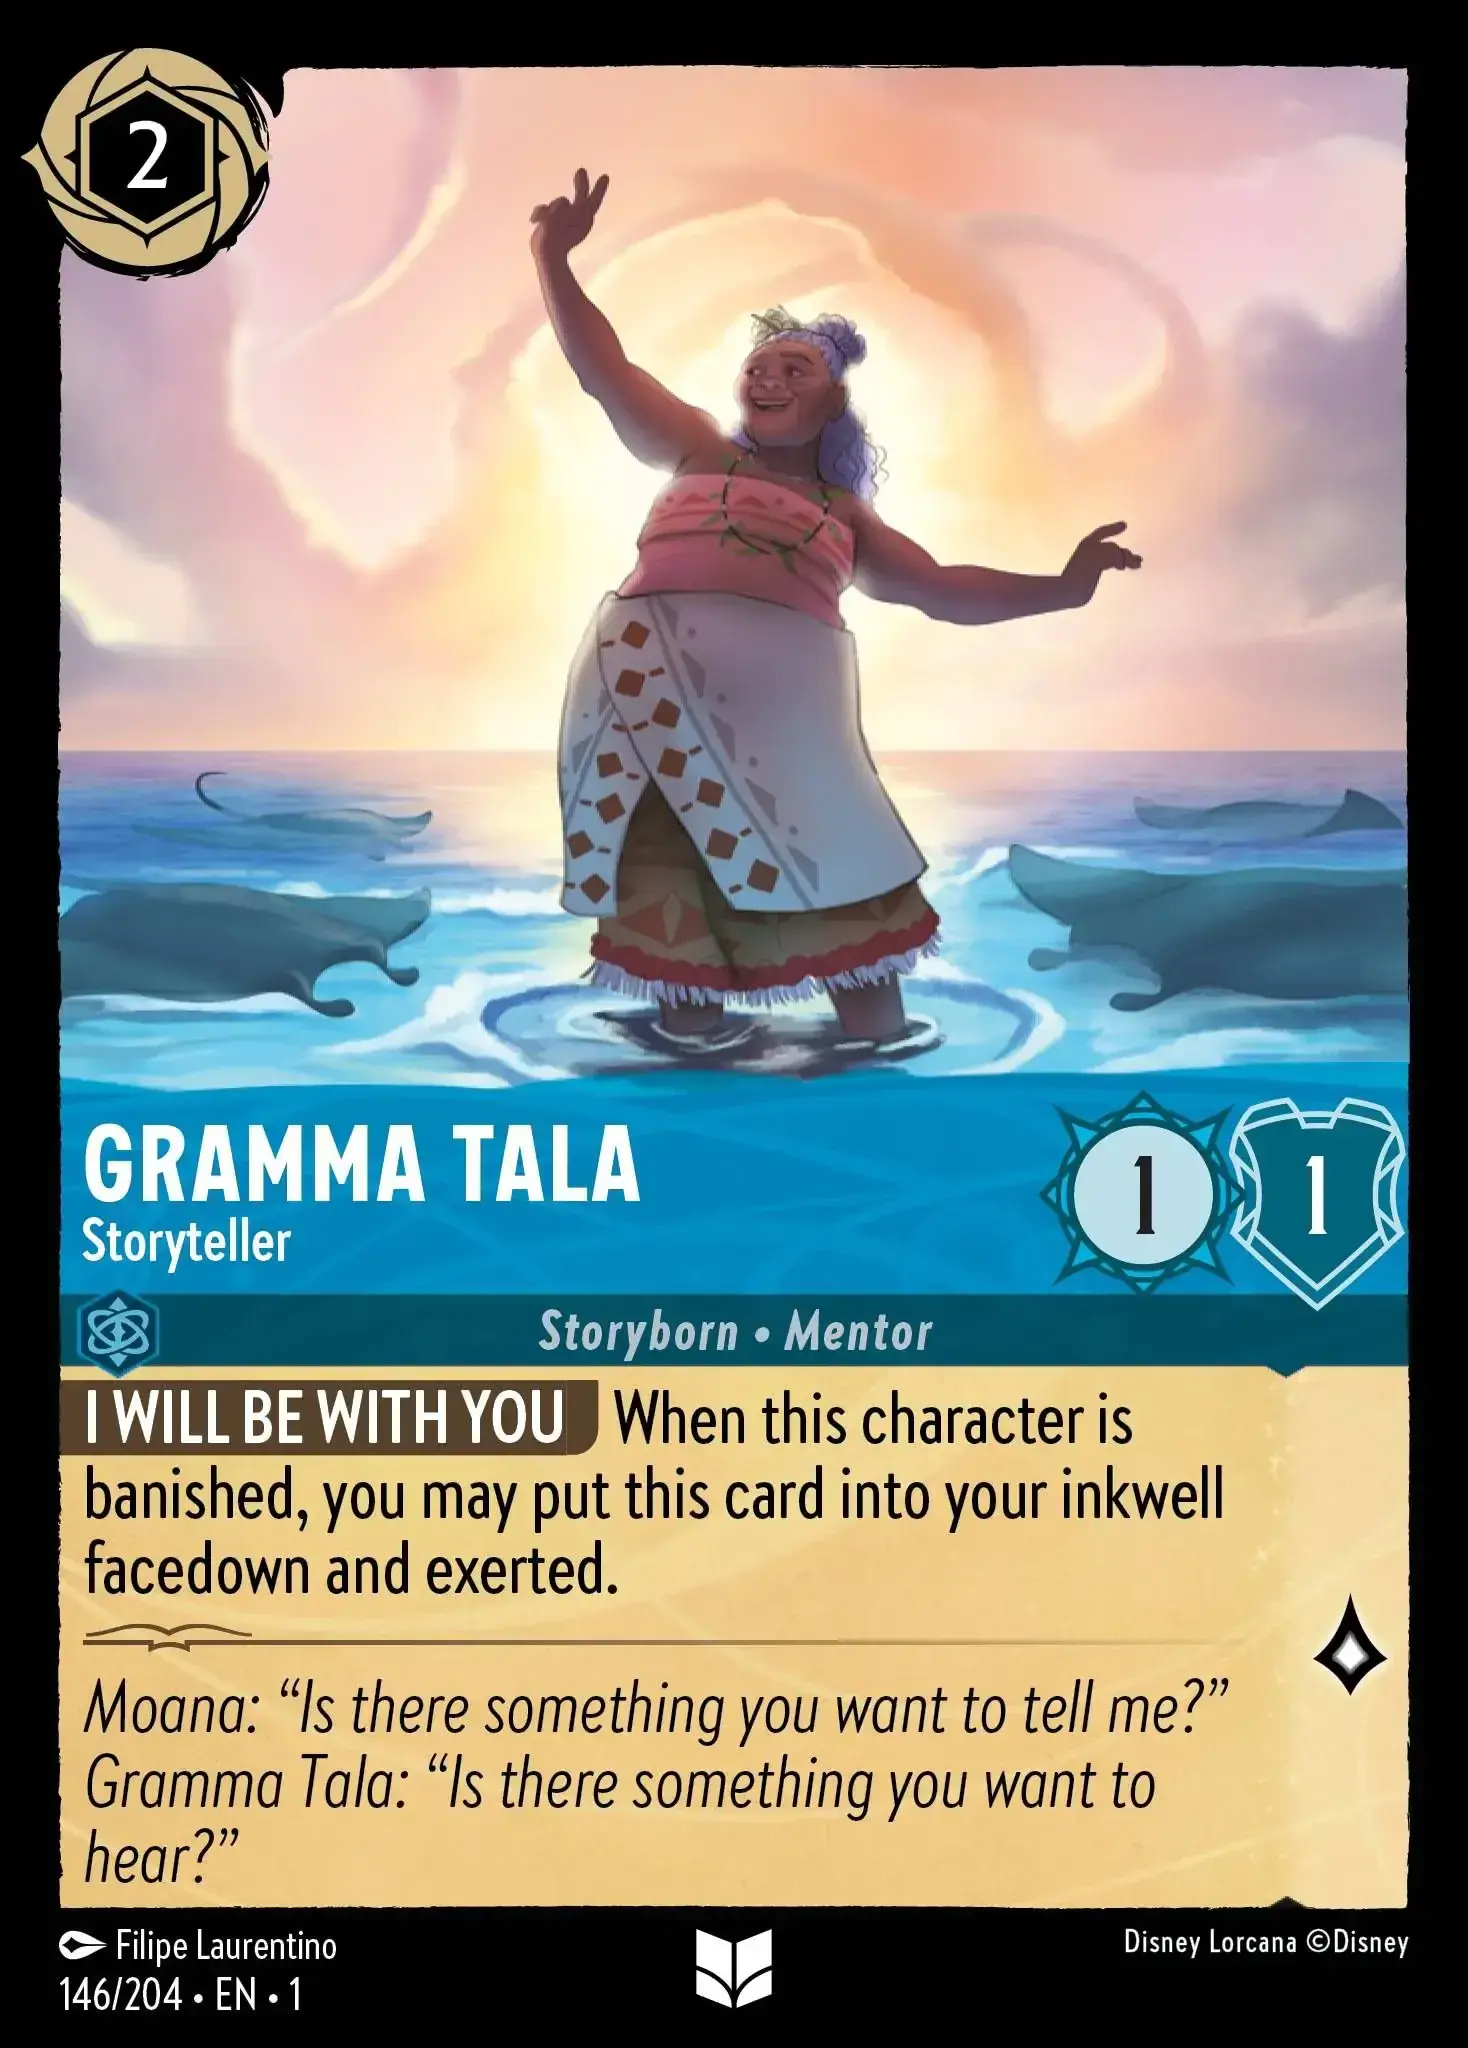 2
GRAMMA TALA
Storyteller
1
1
Storyborn • Mentor
I WILL BE WITH YOU When this character is
banished, you may put this card into your inkwell
facedown and exerted.
Moana: “Is there something you want to tell me?”
Gramma Tala: “Is there something you want to
hear?”
Filipe Laurentino
146/204 • EN • 1
Disney Lorcana ©Disney